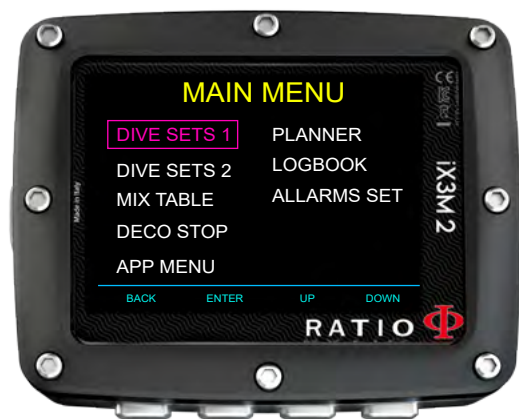 MAIN MENU
DIVE SETS 1
DIVE SETS 2
MIX TABLE
DECO STOP
APP MENU
PLANNER
LOGBOOK
ALLARMS SET
BACK ENTER UP DOWN
RATIO
iX3M 2
Made in Italy
CE